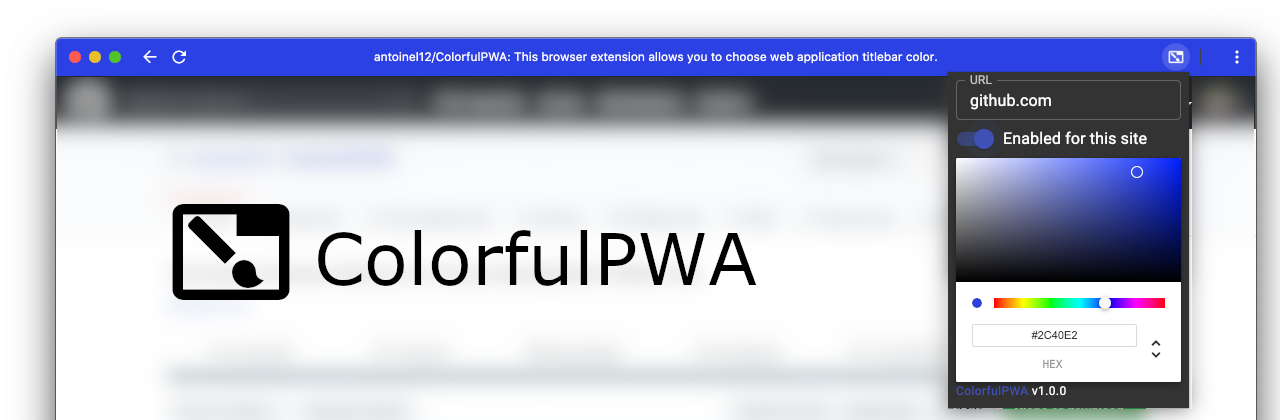 antoinel12/ColorfulPWA: This browser extension allows you to choose web application titlebar color.
URL
github.com
Enabled for this site
ColorfulPWA
#2C40E2
HEX
ColorfulPWA v1.0.0